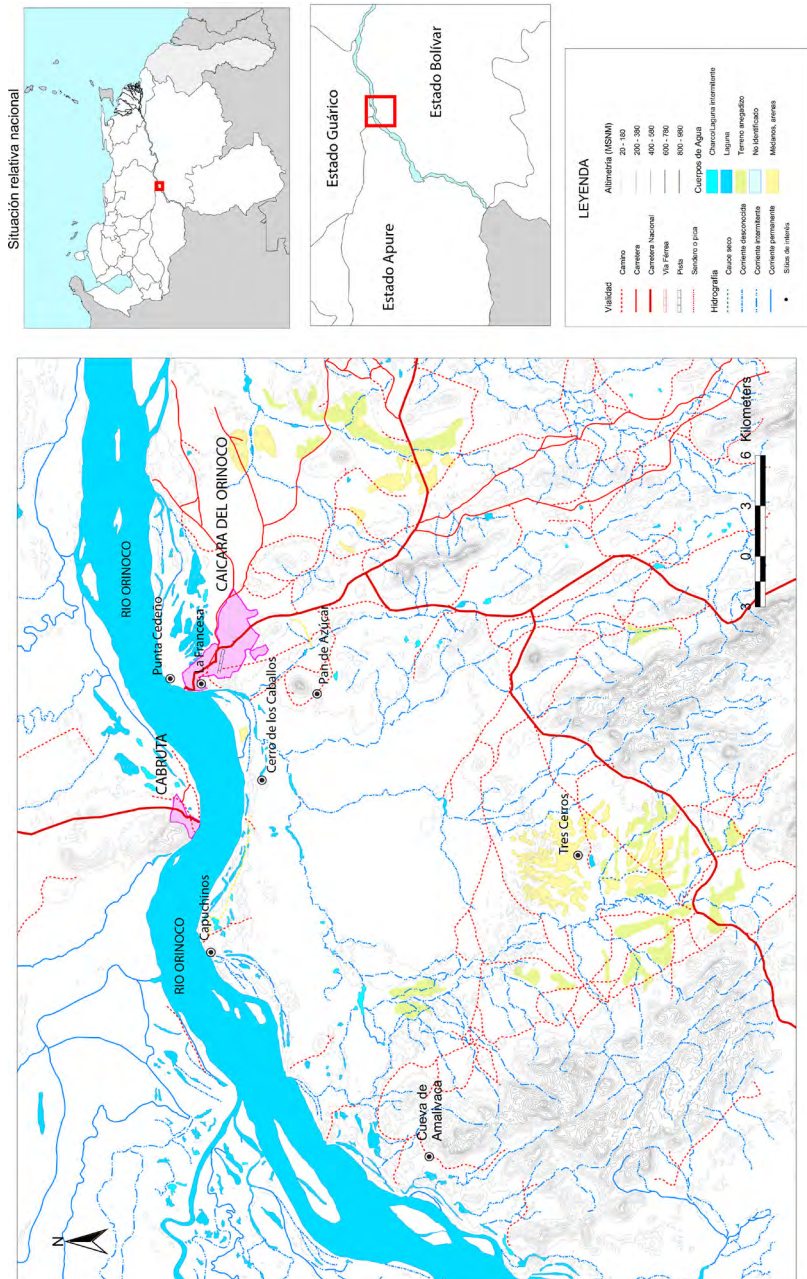 Situación relativa nacional
Estado Guárico
Estado Bolívar
Estado Apure
LEYENDA
Vialidad
Camino
Carretera
Carretera Nacional
Vía Férrea
Pista
Sendero o pica
Hidrografía
Cauce seco
Corriente desconocida
Corriente intermitente
Corriente permanente
Sitios de interés
Altimetría (MSNM)
20 - 180
200 - 380
400 - 580
600 - 780
800 - 980
Cuerpos de Agua
Charco/Laguna intermitente
Laguna
Terreno anegadizo
No identificado
Médanos, arenas
N
RIO ORINOCO
CABRUTA
Punta Cedeño
La Francesa
CAICARA DEL ORINOCO
RIO ORINOCO
Capuchinos
Cerro de los Caballos
Pan de Azúcar
Cueva de
Amalivaca
Tres Cerros
3 0 3 6 Kilometers